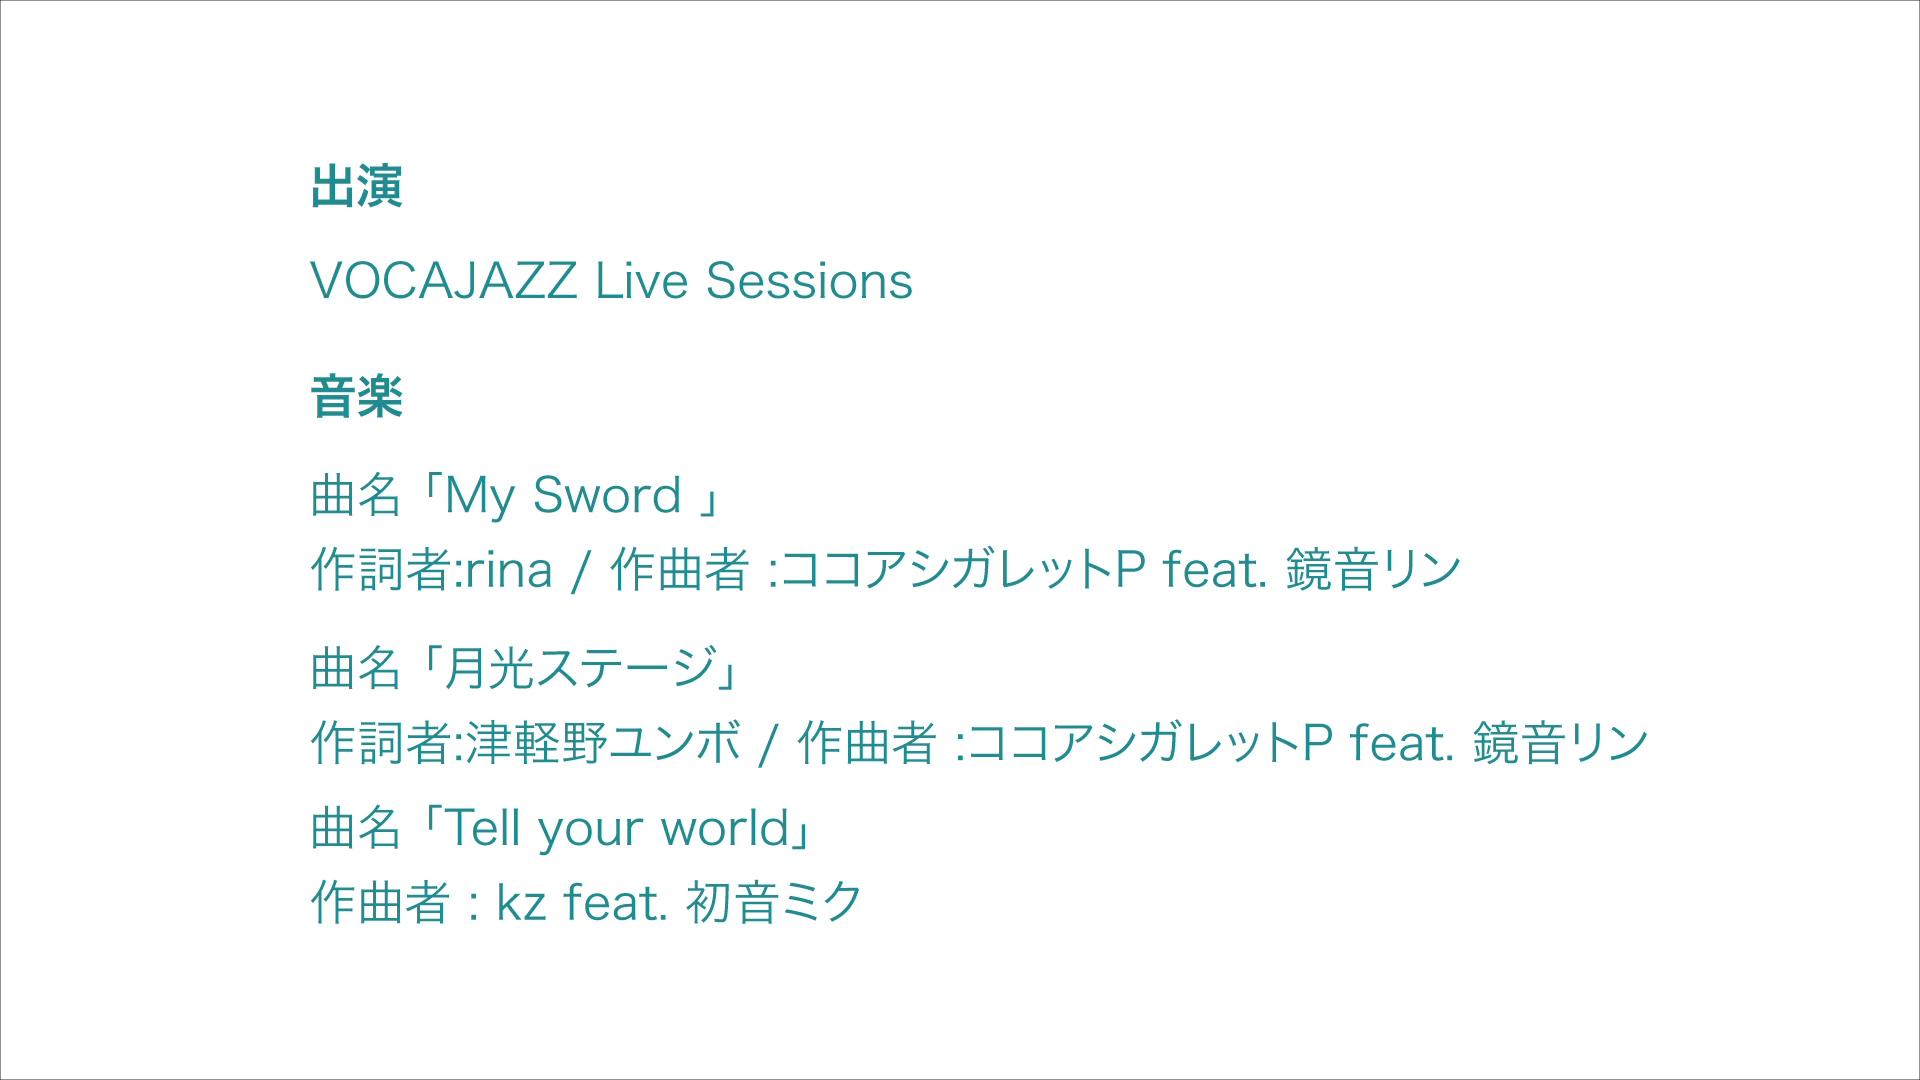 出演
VOCAJAZZ Live Sessions
音楽
曲名「My Sword 」
作詞者:rina / 作曲者 :ココアシガレットP feat. 鏡音リン
曲名「月光ステージ」
作詞者:津軽野ユンボ / 作曲者 :ココアシガレットP feat. 鏡音リン
曲名「Tell your world」
作曲者 : kz feat. 初音ミク